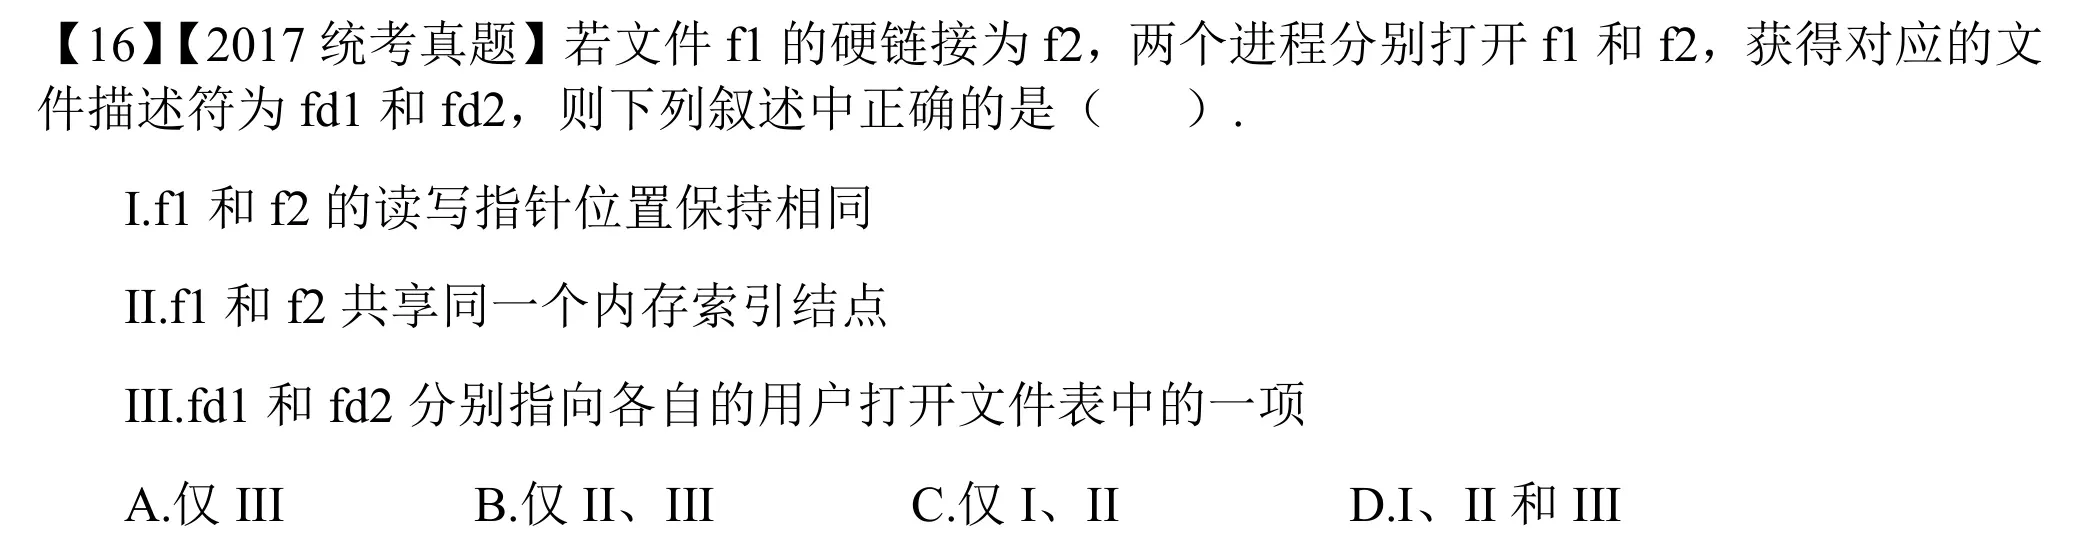 【16】【2017 统考真题】若文件 f1 的硬链接为 f2，两个进程分别打开 f1 和 f2，获得对应的文
件描述符为 fd1 和 fd2，则下列叙述中正确的是（　　）.
I.f1 和 f2 的读写指针位置保持相同
II.f1 和 f2 共享同一个内存索引结点
III.fd1 和 fd2 分别指向各自的用户打开文件表中的一项
A.仅 III　　B.仅 II、III　　C.仅 I、II　　D.I、II 和 III